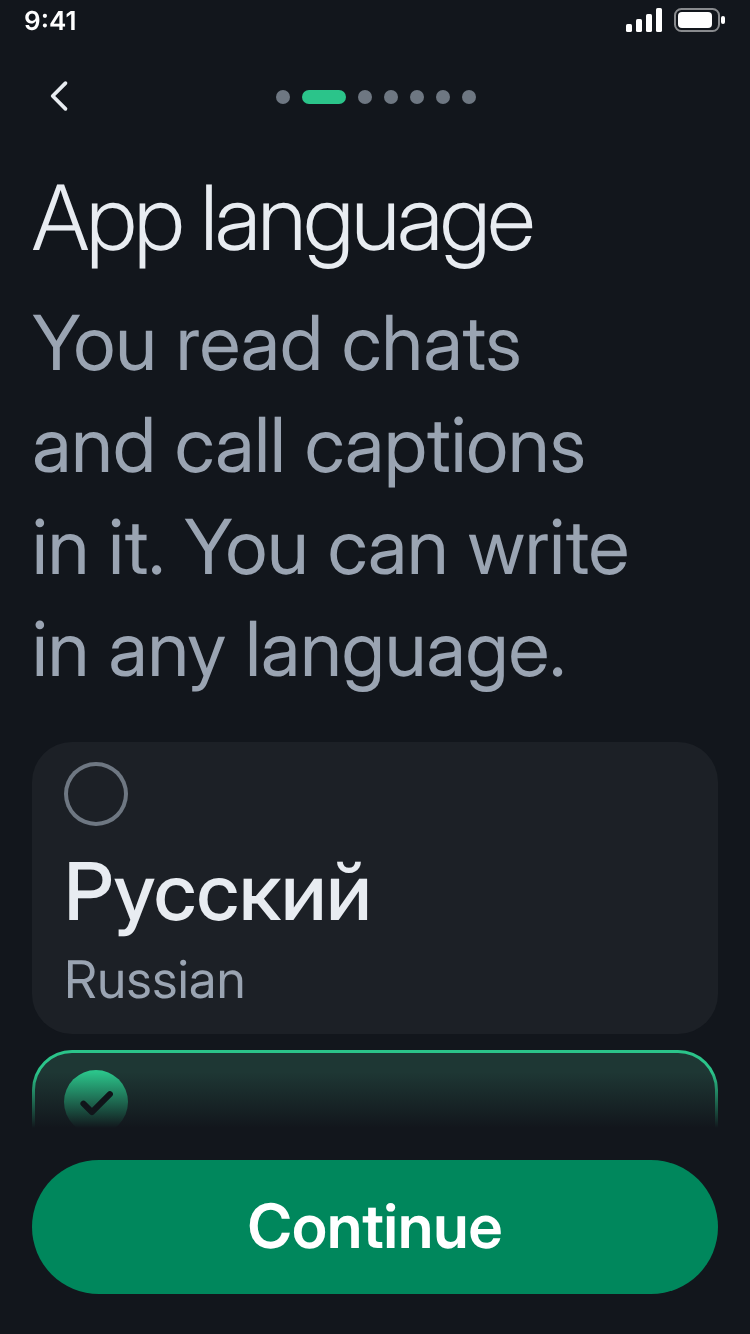 9:41
App language
You read chats
and call captions
in it. You can write
in any language.
Русский
Russian
Continue